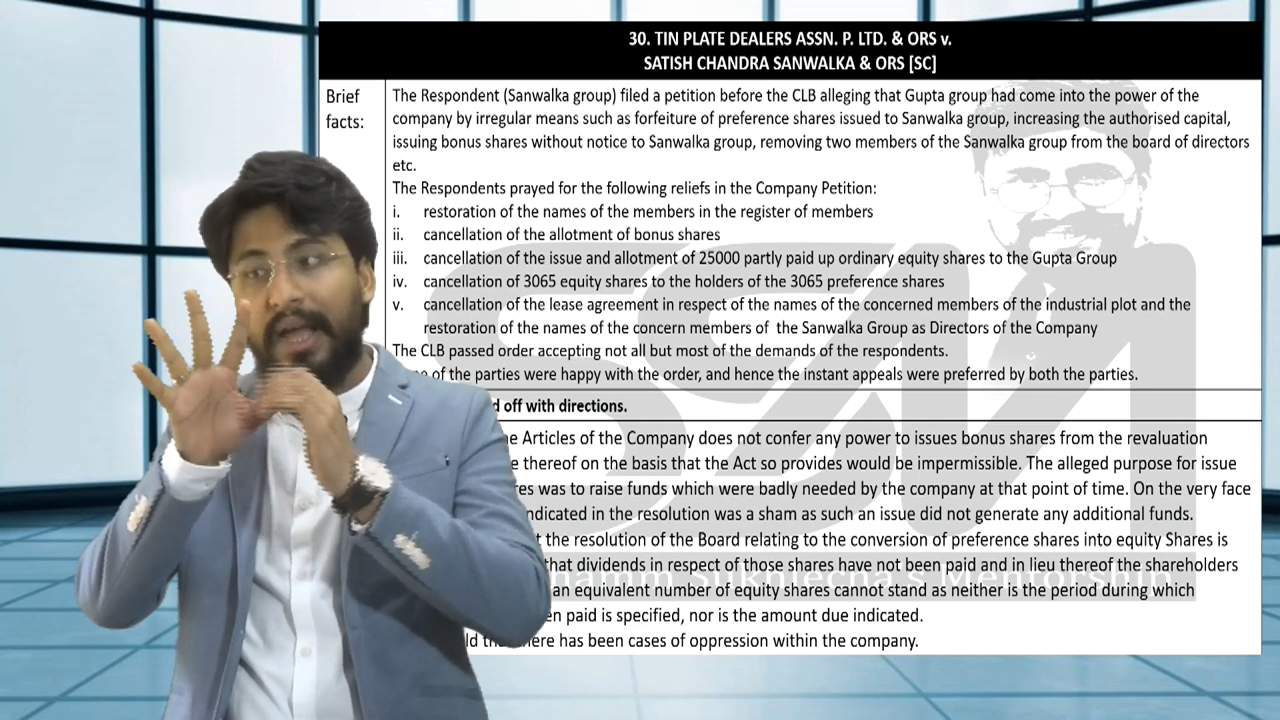 30. TIN PLATE DEALERS ASSN. P. LTD. & ORS v.
SATISH CHANDRA SANWALKA & ORS [SC]
Brief
facts:
The Respondent (Sanwalka group) filed a petition before the CLB alleging that Gupta group had come into the power of the
company by irregular means such as forfeiture of preference shares issued to Sanwalka group, increasing the authorised capital,
issuing bonus shares without notice to Sanwalka group, removing two members of the Sanwalka group from the board of directors
etc.
The Respondents prayed for the following reliefs in the Company Petition:
i. restoration of the names of the members in the register of members
ii. cancellation of the allotment of bonus shares
iii. cancellation of the issue and allotment of 25000 partly paid up ordinary equity shares to the Gupta Group
iv. cancellation of 3065 equity shares to the holders of the 3065 preference shares
v. cancellation of the lease agreement in respect of the names of the concerned members of the industrial plot and the
restoration of the names of the concern members of the Sanwalka Group as Directors of the Company
The CLB passed order accepting not all but most of the demands of the respondents.
of the parties were happy with the order, and hence the instant appeals were preferred by both the parties.
off with directions.
Articles of the Company does not confer any power to issues bonus shares from the revaluation
thereof on the basis that the Act so provides would be impermissible. The alleged purpose for issue
was to raise funds which were badly needed by the company at that point of time. On the very face
indicated in the resolution was a sham as such an issue did not generate any additional funds.
the resolution of the Board relating to the conversion of preference shares into equity Shares is
that dividends in respect of those shares have not been paid and in lieu thereof the shareholders
an equivalent number of equity shares cannot stand as neither is the period during which
paid is specified, nor is the amount due indicated.
there has been cases of oppression within the company.
SSM
Mentorship